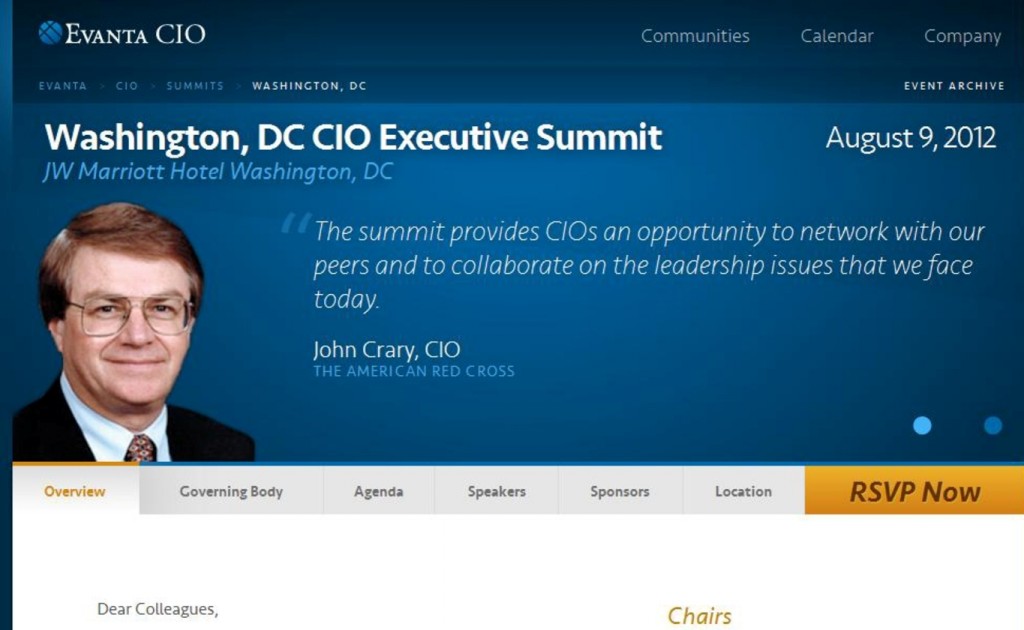 EVANTA CIO
Communities Calendar Company
EVANTA > CIO > SUMMITS > WASHINGTON, DC
EVENT ARCHIVE
Washington, DC CIO Executive Summit
August 9, 2012
JW Marriott Hotel Washington, DC
“The summit provides CIOs an opportunity to network with our
peers and to collaborate on the leadership issues that we face
today.
John Crary, CIO
THE AMERICAN RED CROSS
Overview Governing Body Agenda Speakers Sponsors Location RSVP Now
Dear Colleagues,
Chairs